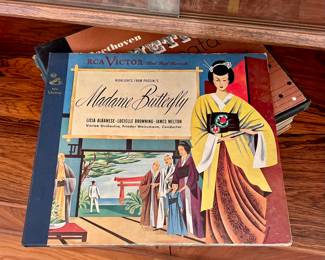 Beethoven
RCA VICTOR Red Seal Records
HIGHLIGHTS FROM PUCCINI'S
Madame Butterfly
LICIA ALBANESE · LUCIELLE BROWNING · JAMES MELTON
Victor Orchestra, Frieder Weissmann, Conductor